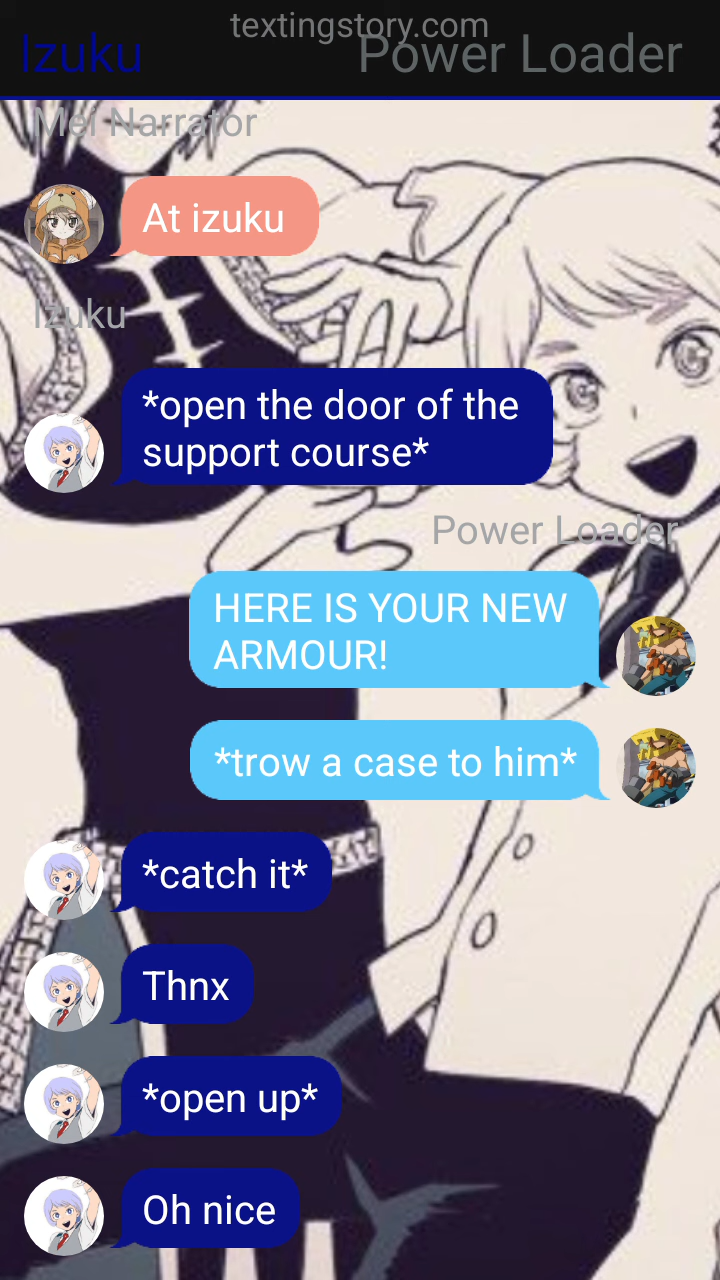 textingstory.com
Izuku
Power Loader
Mei Narrator
At izuku
Izuku
*open the door of the
support course*
Power Loader
HERE IS YOUR NEW
ARMOUR!
*trow a case to him*
*catch it*
Thnx
*open up*
Oh nice